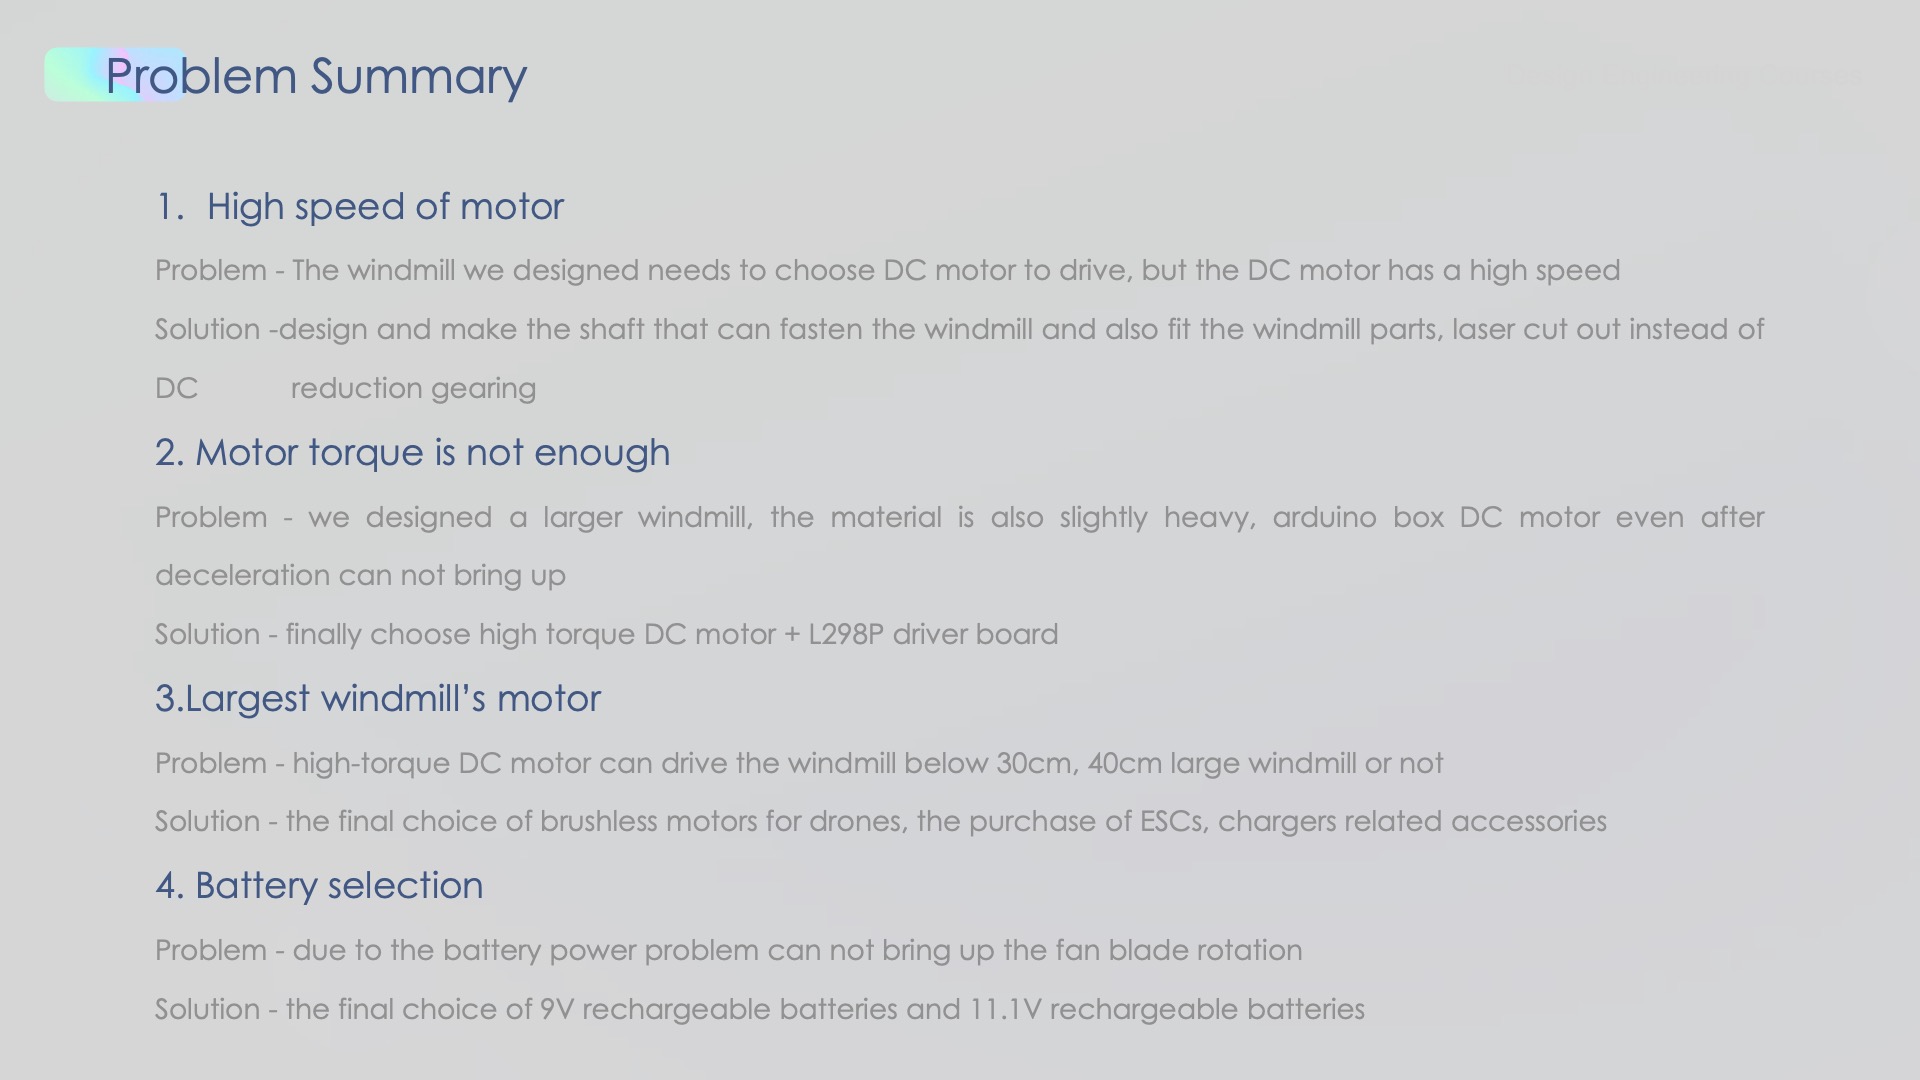 Problem Summary
1. High speed of motor
Problem - The windmill we designed needs to choose DC motor to drive, but the DC motor has a high speed
Solution -design and make the shaft that can fasten the windmill and also fit the windmill parts, laser cut out instead of
DC reduction gearing
2. Motor torque is not enough
Problem - we designed a larger windmill, the material is also slightly heavy, arduino box DC motor even after
deceleration can not bring up
Solution - finally choose high torque DC motor + L298P driver board
3.Largest windmill’s motor
Problem - high-torque DC motor can drive the windmill below 30cm, 40cm large windmill or not
Solution - the final choice of brushless motors for drones, the purchase of ESCs, chargers related accessories
4. Battery selection
Problem - due to the battery power problem can not bring up the fan blade rotation
Solution - the final choice of 9V rechargeable batteries and 11.1V rechargeable batteries